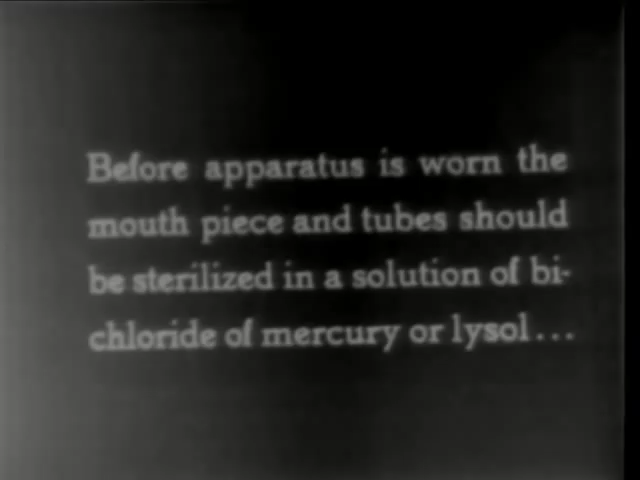 Before apparatus is worn the
mouth piece and tubes should
be sterilized in a solution of bi-
chloride of mercury or lysol...